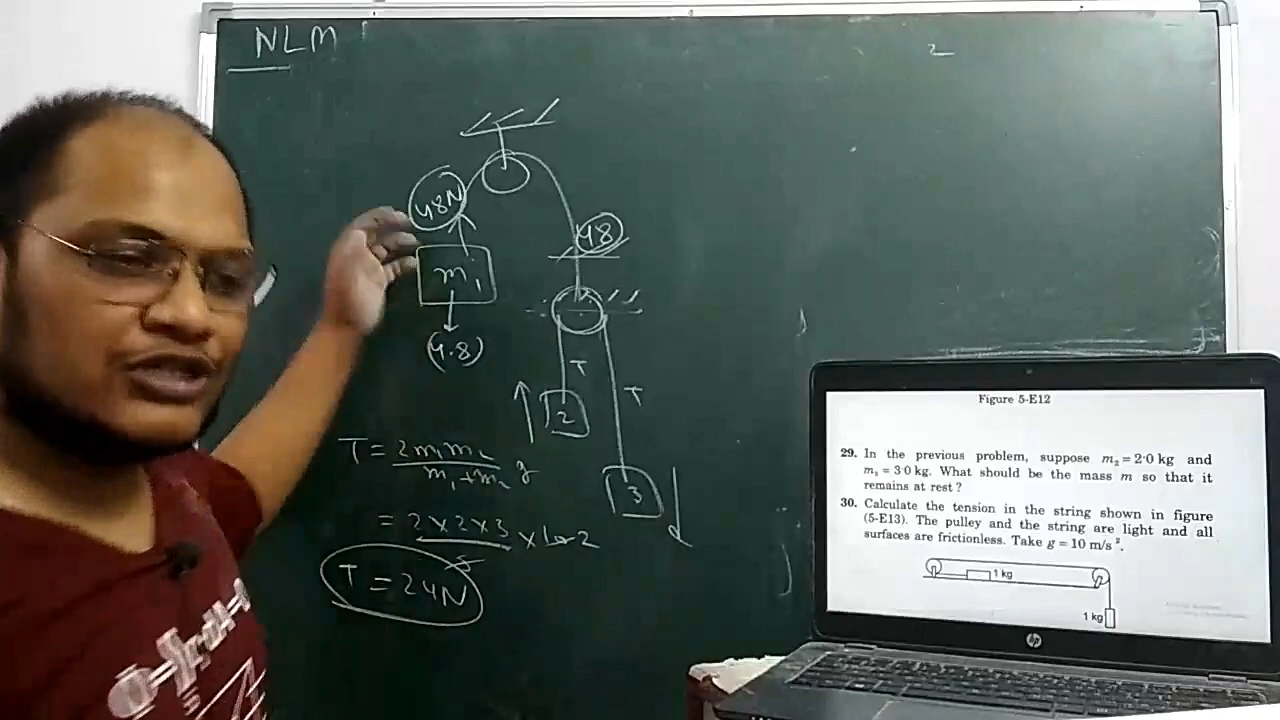 NLM
48N
48
m₁
(4.8)
T
T
2
3
T = 2m₁m₂
m₁+m₂ g
= 2×2×3 ×
5
T = 24N
Figure 5-E12
29. In the previous problem, suppose m₂ = 2·0 kg and
m₃ = 3·0 kg. What should be the mass m so that it
remains at rest ?
30. Calculate the tension in the string shown in figure
(5-E13). The pulley and the string are light and all
surfaces are frictionless. Take g = 10 m/s².
1 kg
1 kg
hp